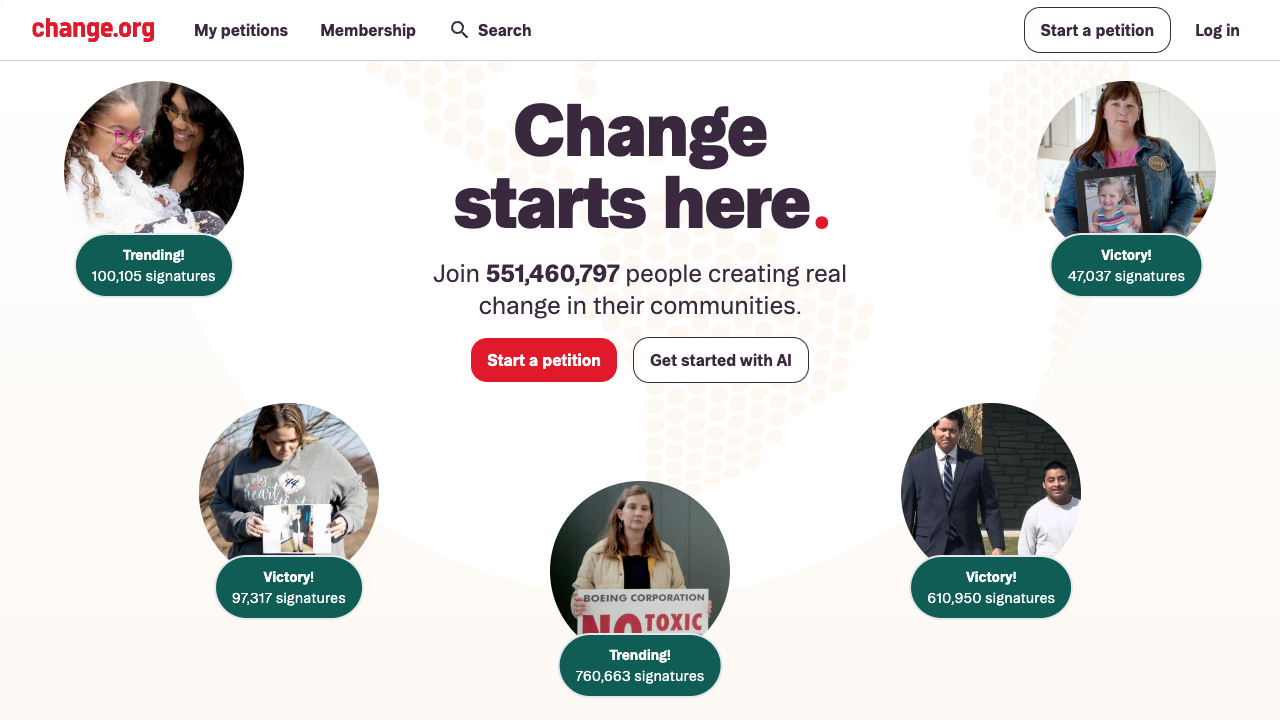 change.org
My petitions
Membership
Search
Start a petition
Log in
Change
starts here.
Join 551,460,797 people creating real
change in their communities.
Start a petition
Get started with AI
Trending!
100,105 signatures
Victory!
47,037 signatures
Victory!
97,317 signatures
BOEING CORPORATION
NO TOXIC
Trending!
760,663 signatures
Victory!
610,950 signatures